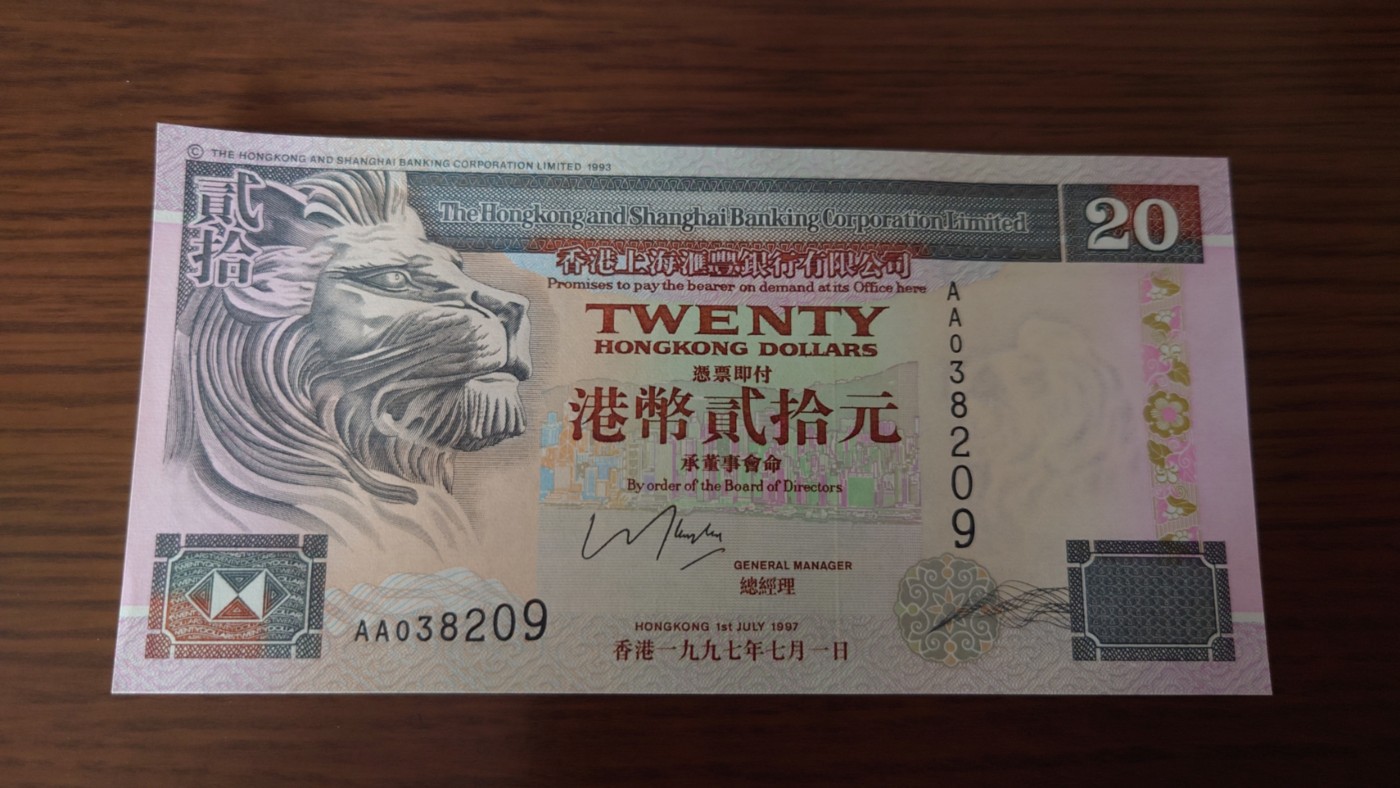 © THE HONGKONG AND SHANGHAI BANKING CORPORATION LIMITED 1993
貳拾
The Hongkong and Shanghai Banking Corporation Limited
20
香港上海滙豐銀行有限公司
Promises to pay the bearer on demand at its Office here
TWENTY
HONGKONG DOLLARS
憑票即付
港幣貳拾元
承董事會命
By order of the Board of Directors
AA038209
GENERAL MANAGER
總經理
AA038209
HONGKONG 1st JULY 1997
香港一九九七年七月一日